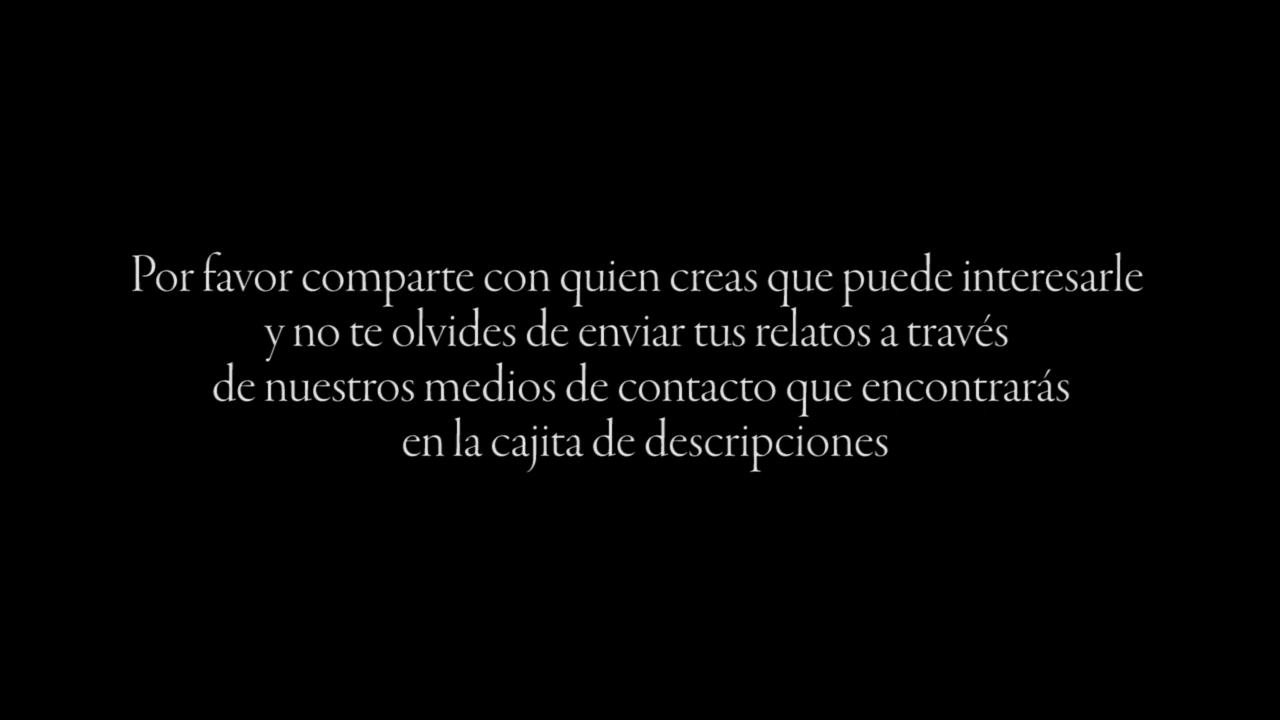 Por favor comparte con quien creas que puede interesarle
y no te olvides de enviar tus relatos a través
de nuestros medios de contacto que encontrarás
en la cajita de descripciones